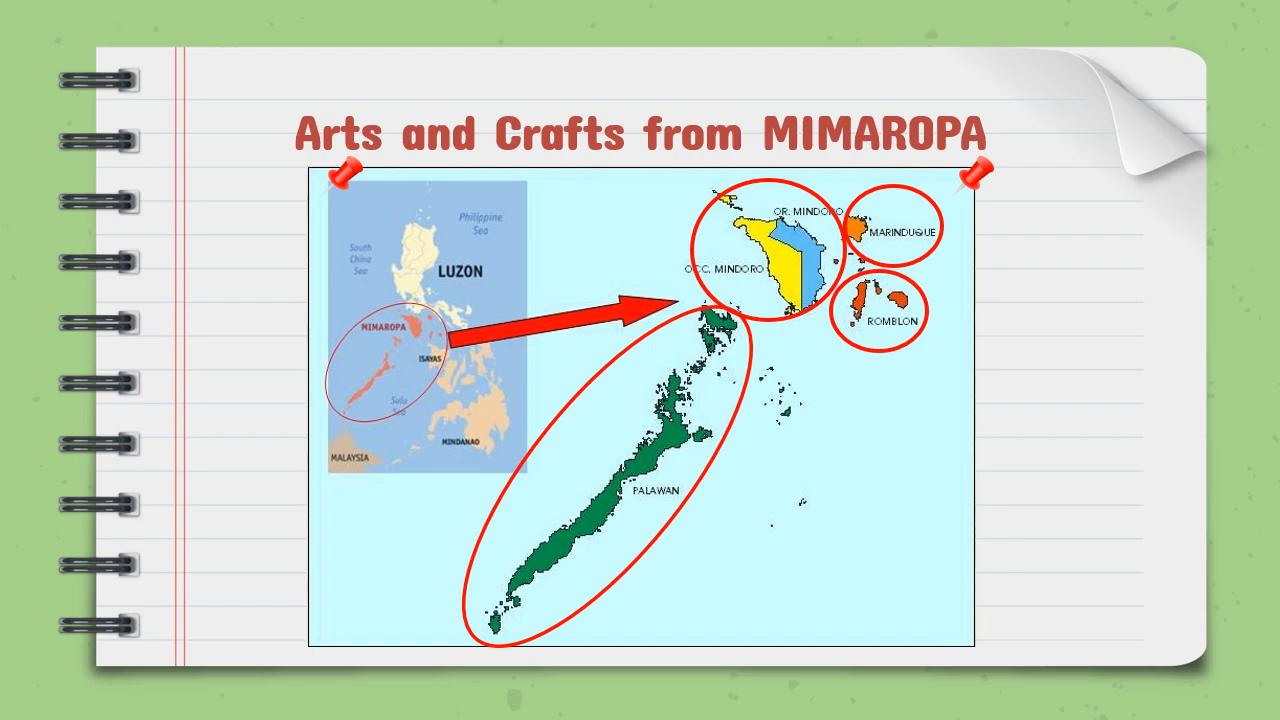 Arts and Crafts from MIMAROPA
Philippine
Sea
South
China
Sea
LUZON
MIMAROPA
ISAYAS
Sulu
Sea
MINDANAO
MALAYSIA
OR. MINDORO
MARINDUQUE
OCC. MINDORO
ROMBLON
PALAWAN